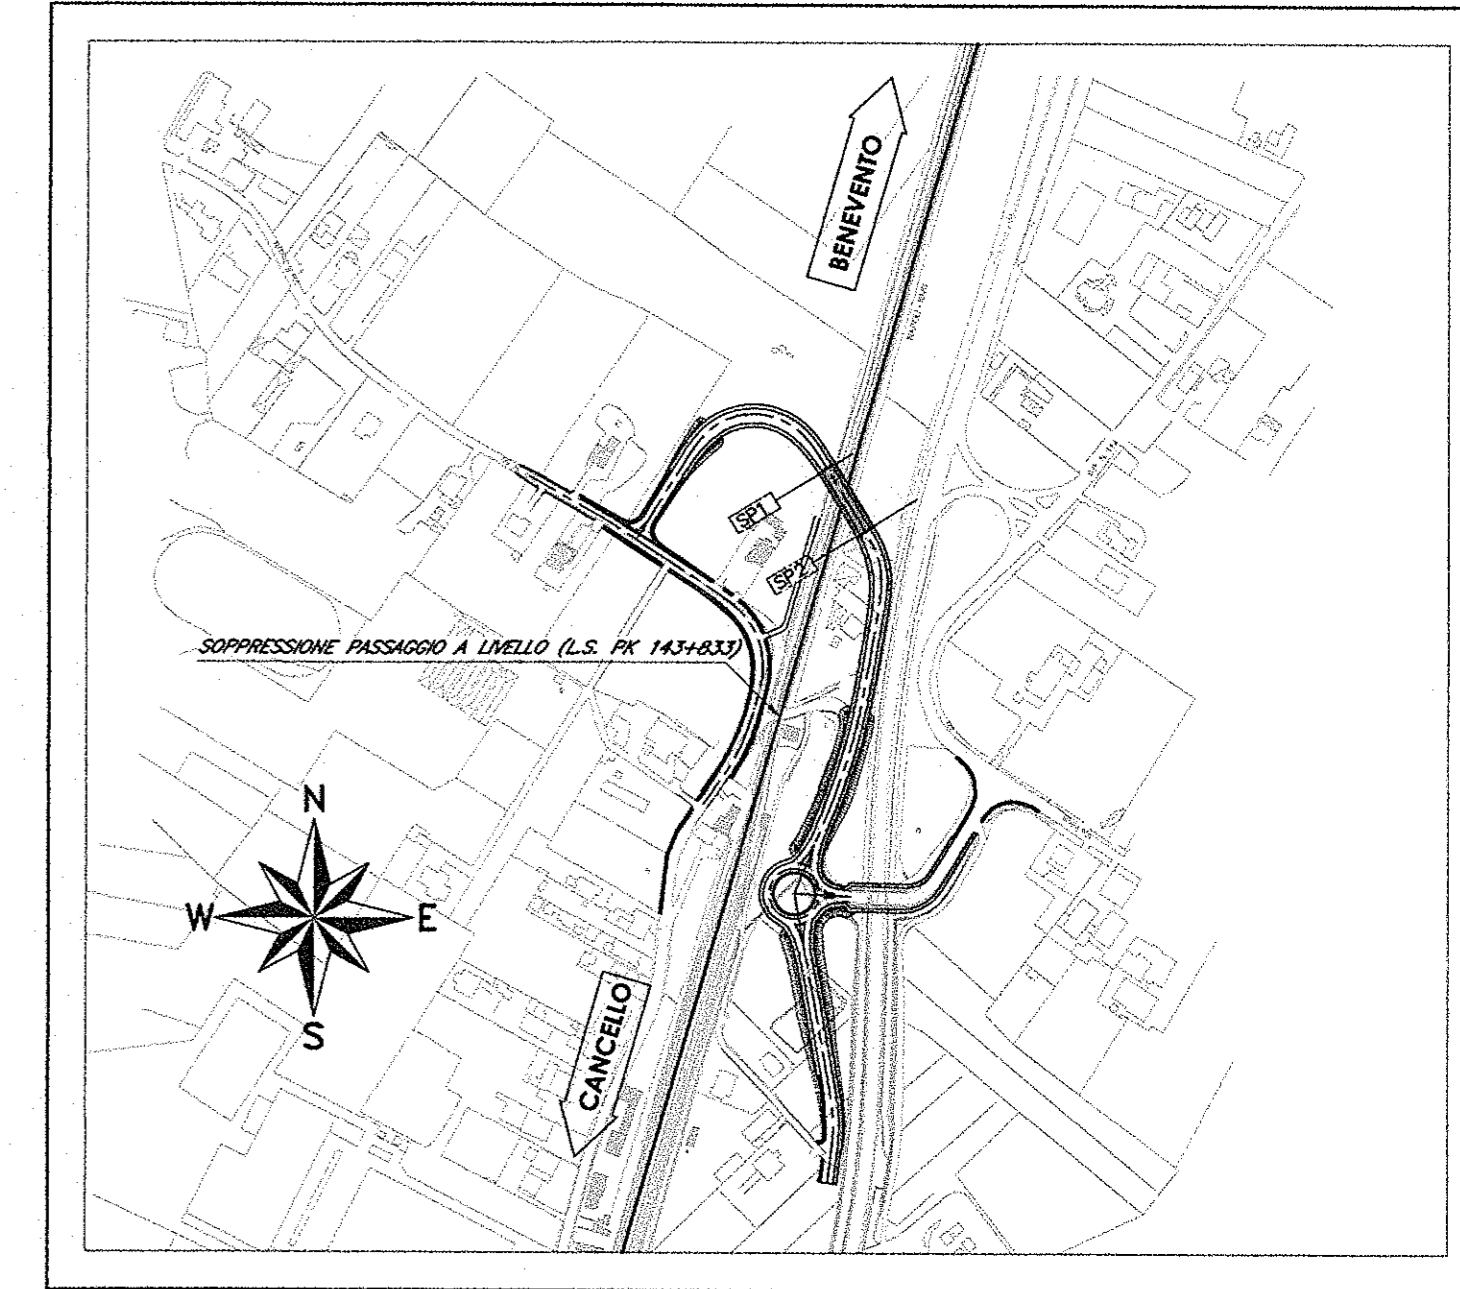 BENEVENTO
SP1
SP2
SOPPRESSIONE PASSAGGIO A LIVELLO (L.S. PK 143+833)
N
W
E
S
CANCELLO